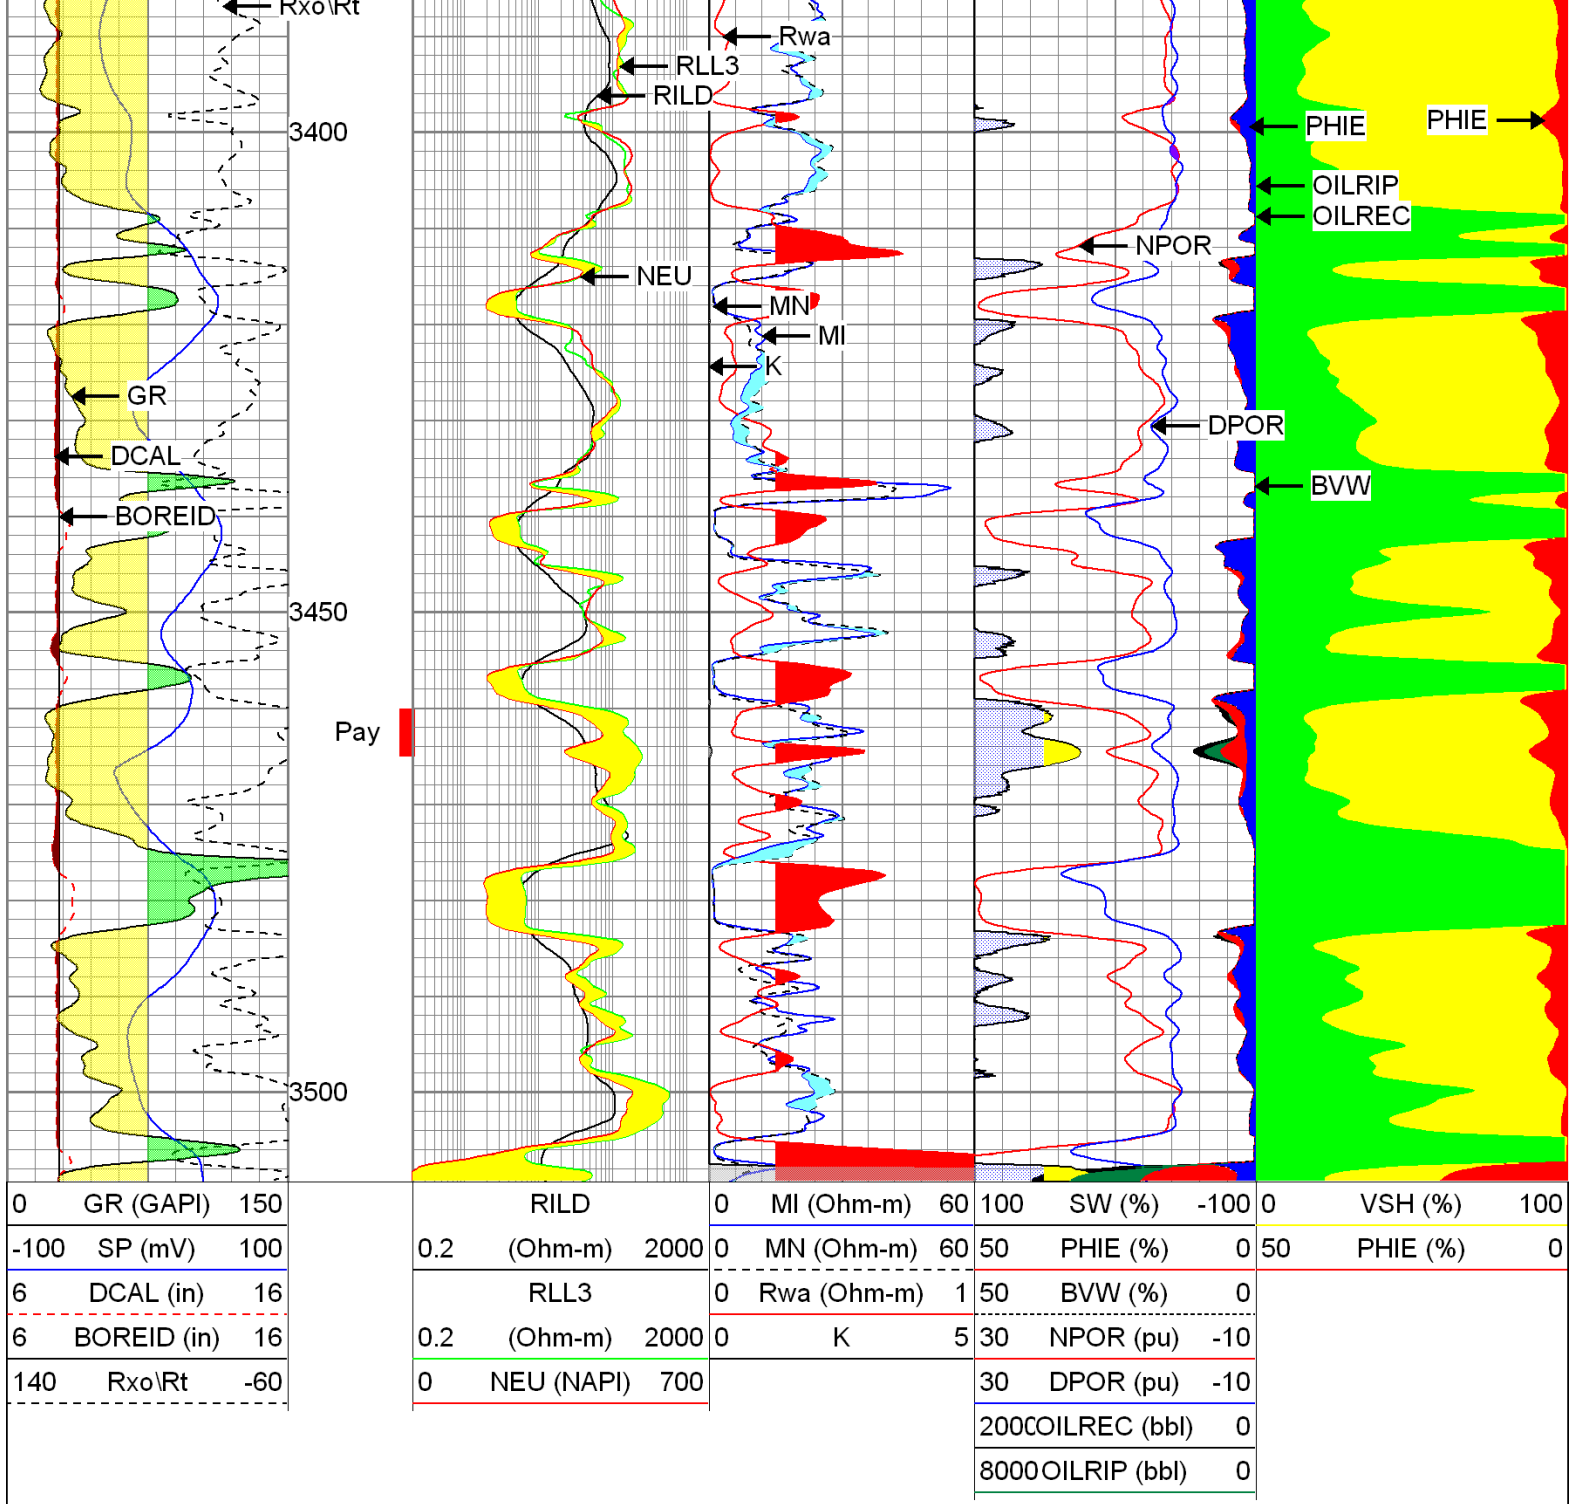 Rxo\Rt
Rwa
RLL3
RILD
3400
PHIE
PHIE
OILRIP
OILREC
NPOR
NEU
MN
MI
K
GR
DPOR
DCAL
BVW
BOREID
3450
Pay
3500
0 GR (GAPI) 150
-100 SP (mV) 100
6 DCAL (in) 16
6 BOREID (in) 16
140 Rxo\Rt -60
RILD
0.2 (Ohm-m) 2000
RLL3
0.2 (Ohm-m) 2000
0 NEU (NAPI) 700
0 MI (Ohm-m) 60
0 MN (Ohm-m) 60
0 Rwa (Ohm-m) 1
0 K 5
100 SW (%) -100
50 PHIE (%) 0
50 BVW (%) 0
30 NPOR (pu) -10
30 DPOR (pu) -10
2000 OILREC (bbl) 0
8000 OILRIP (bbl) 0
0 VSH (%) 100
50 PHIE (%) 0